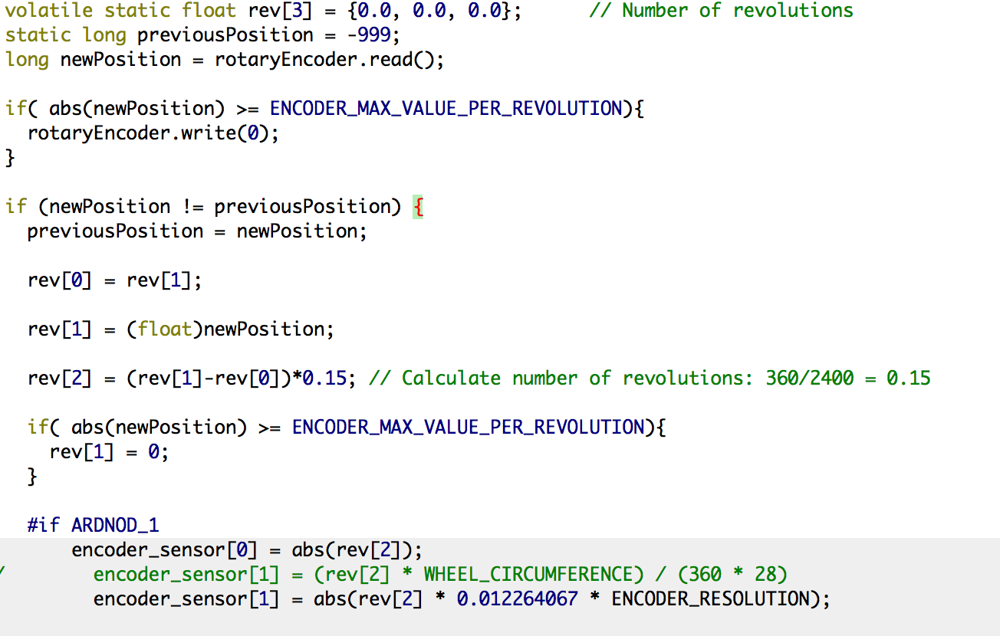 volatile static float rev[3] = {0.0, 0.0, 0.0};      // Number of revolutions
static long previousPosition = -999;
long newPosition = rotaryEncoder.read();
if( abs(newPosition) >= ENCODER_MAX_VALUE_PER_REVOLUTION){
  rotaryEncoder.write(0);
}
if (newPosition != previousPosition) {
  previousPosition = newPosition;
  rev[0] = rev[1];
  rev[1] = (float)newPosition;
  rev[2] = (rev[1]-rev[0])*0.15; // Calculate number of revolutions: 360/2400 = 0.15
  if( abs(newPosition) >= ENCODER_MAX_VALUE_PER_REVOLUTION){
    rev[1] = 0;
  }
  #if ARDNOD_1
      encoder_sensor[0] = abs(rev[2]);
/        encoder_sensor[1] = (rev[2] * WHEEL_CIRCUMFERENCE) / (360 * 28)
        encoder_sensor[1] = abs(rev[2] * 0.012264067 * ENCODER_RESOLUTION);